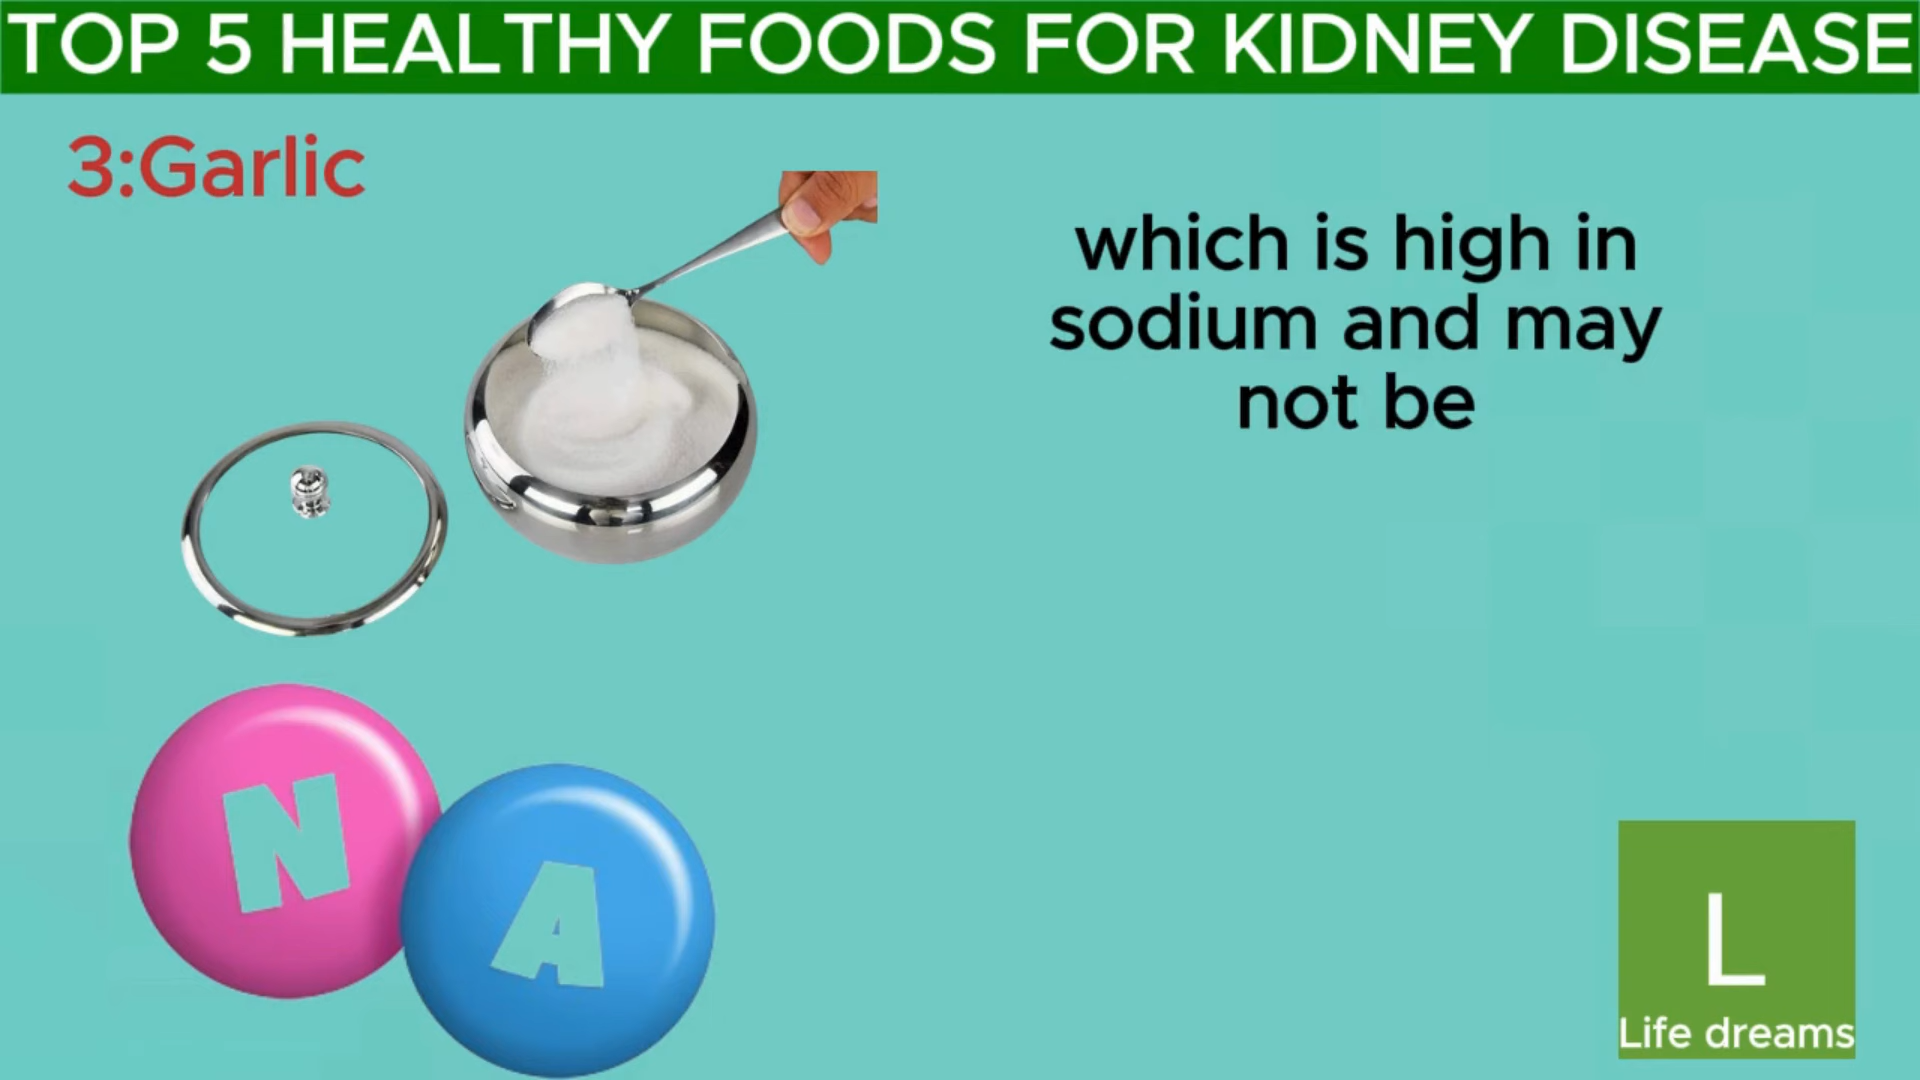 TOP 5 HEALTHY FOODS FOR KIDNEY DISEASE
3:Garlic
which is high in
sodium and may
not be
N
A
L
Life dreams